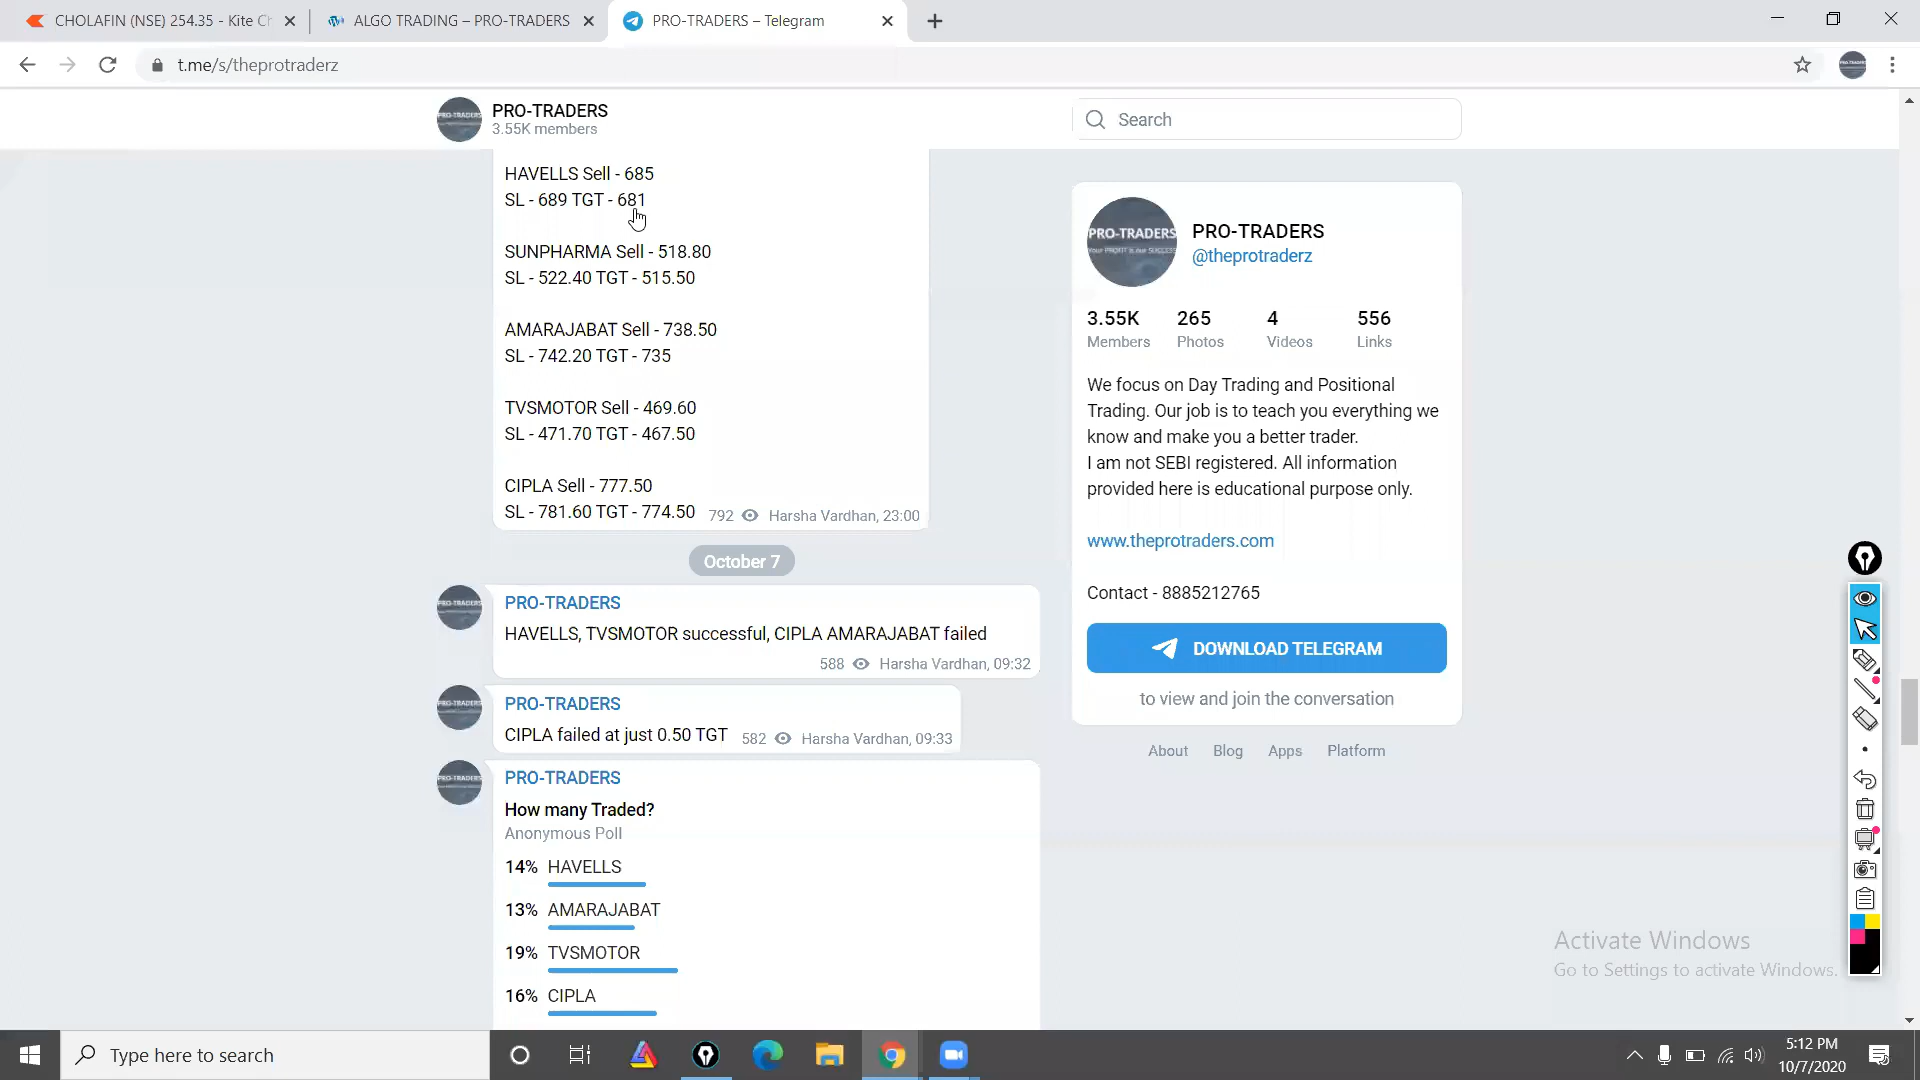 CHOLAFIN (NSE) 254.35 - Kite Ch
ALGO TRADING – PRO-TRADERS
PRO-TRADERS – Telegram
t.me/s/theprotraderz
PRO-TRADERS
3.55K members
Search
HAVELLS Sell - 685
SL - 689 TGT - 681
SUNPHARMA Sell - 518.80
SL - 522.40 TGT - 515.50
AMARAJABAT Sell - 738.50
SL - 742.20 TGT - 735
TVSMOTOR Sell - 469.60
SL - 471.70 TGT - 467.50
CIPLA Sell - 777.50
SL - 781.60 TGT - 774.50
792 Harsha Vardhan, 23:00
October 7
PRO-TRADERS
HAVELLS, TVSMOTOR successful, CIPLA AMARAJABAT failed
588 Harsha Vardhan, 09:32
PRO-TRADERS
CIPLA failed at just 0.50 TGT
582 Harsha Vardhan, 09:33
PRO-TRADERS
How many Traded?
Anonymous Poll
14% HAVELLS
13% AMARAJABAT
19% TVSMOTOR
16% CIPLA
PRO-TRADERS
Your PROFIT is our SUCCESS
PRO-TRADERS
@theprotraderz
3.55K 265 4 556
Members Photos Videos Links
We focus on Day Trading and Positional
Trading. Our job is to teach you everything we
know and make you a better trader.
I am not SEBI registered. All information
provided here is educational purpose only.
www.theprotraders.com
Contact - 8885212765
DOWNLOAD TELEGRAM
to view and join the conversation
About Blog Apps Platform
Activate Windows
Go to Settings to activate Windows.
Type here to search
5:12 PM
10/7/2020